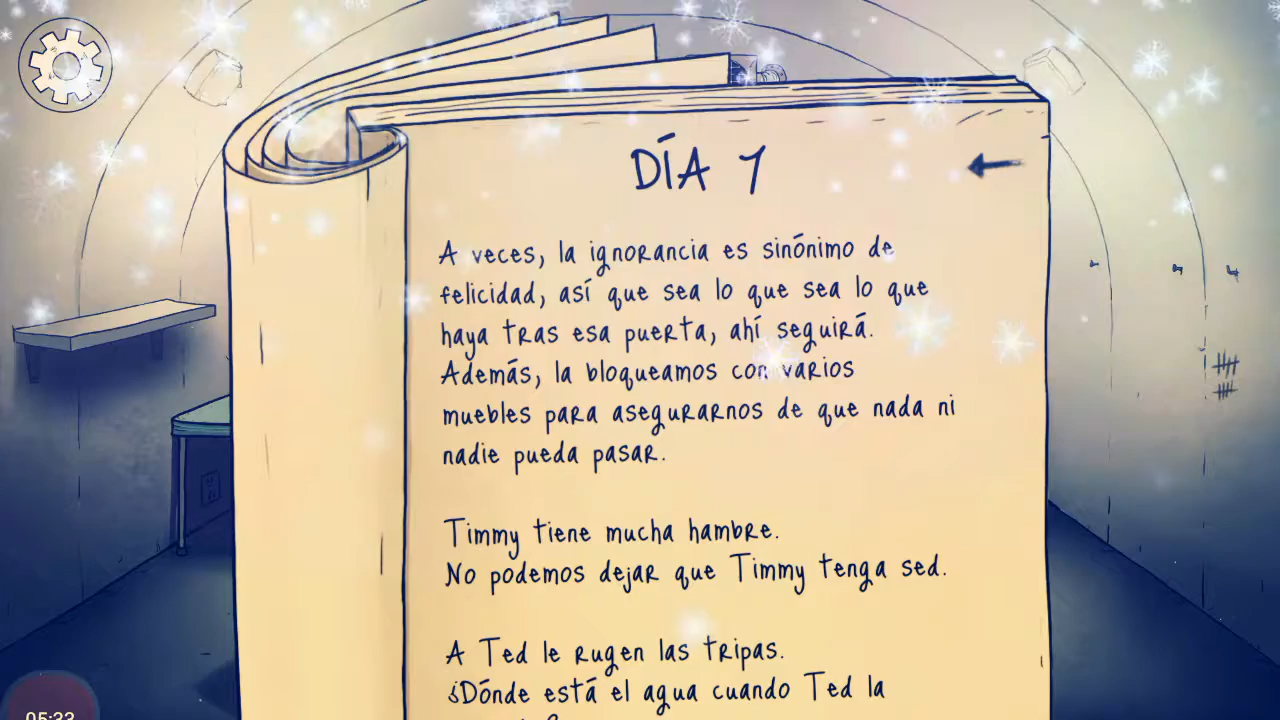 DÍA 7
A veces, la ignorancia es sinónimo de
felicidad, así que sea lo que sea lo que
haya tras esa puerta, ahí seguirá.
Además, la bloqueamos con varios
muebles para asegurarnos de que nada ni
nadie pueda pasar.
Timmy tiene mucha hambre.
No podemos dejar que Timmy tenga sed.
A Ted le rugen las tripas.
¿Dónde está el agua cuando Ted la
05:33